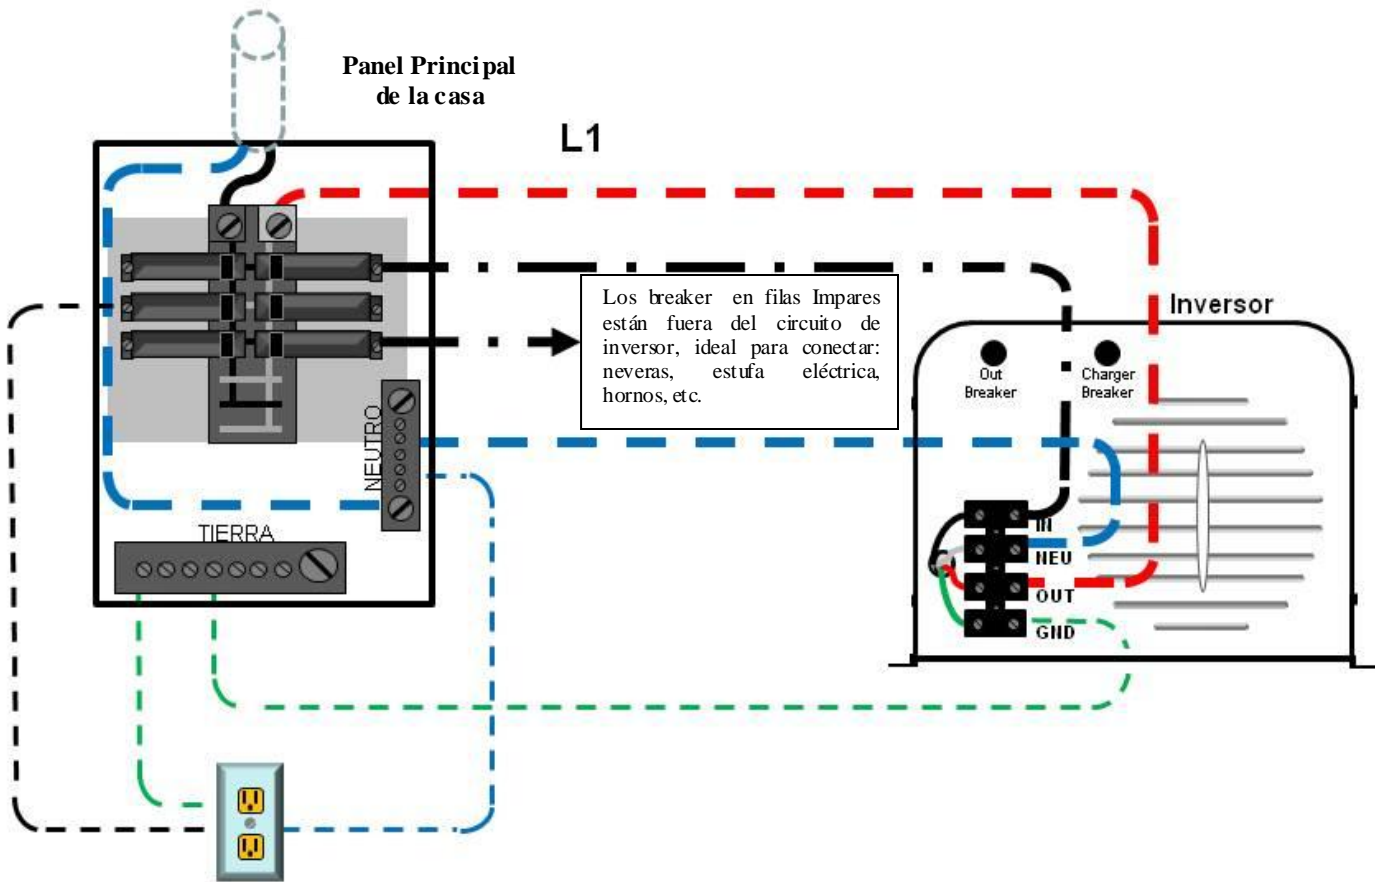 Panel Principal
de la casa
L1
Los breaker en filas Impares
están fuera del circuito de
inversor, ideal para conectar:
neveras, estufa eléctrica,
hornos, etc.
Inversor
Out
Breaker
Charger
Breaker
NEUTRO
TIERRA
IN
NEU
OUT
GND